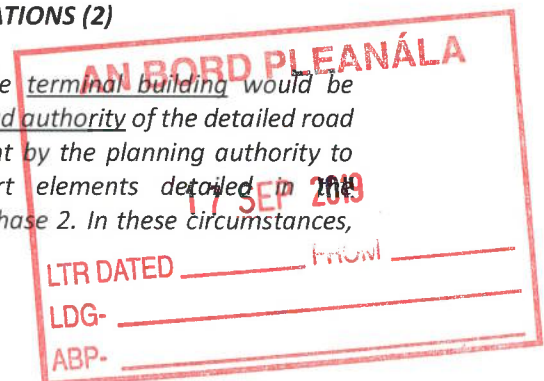 ATIONS (2)
AN BORD PLEANÁLA
e terminal building would be
d authority of the detailed road
t by the planning authority to
rt elements detailed in the
17 SEP 2019
hase 2. In these circumstances,
LTR DATED FROM
LDG-
ABP-